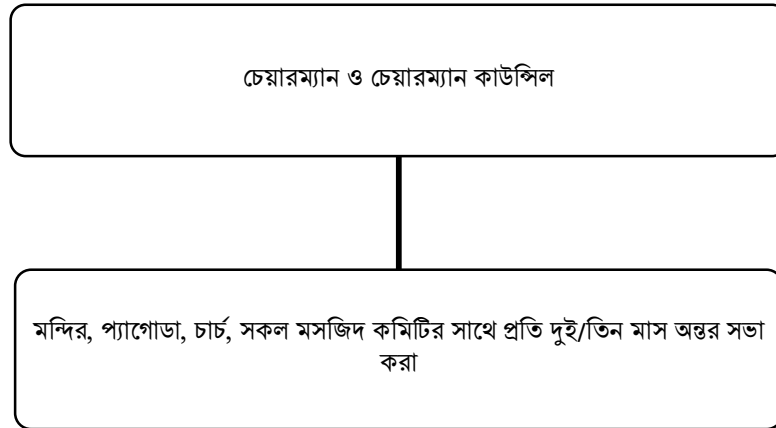 চেয়ারম্যান ও চেয়ারম্যান কাউন্সিল
মন্দির, প্যাগোডা, চার্চ, সকল মসজিদ কমিটির সাথে প্রতি দুই/তিন মাস অন্তর সভা
করা